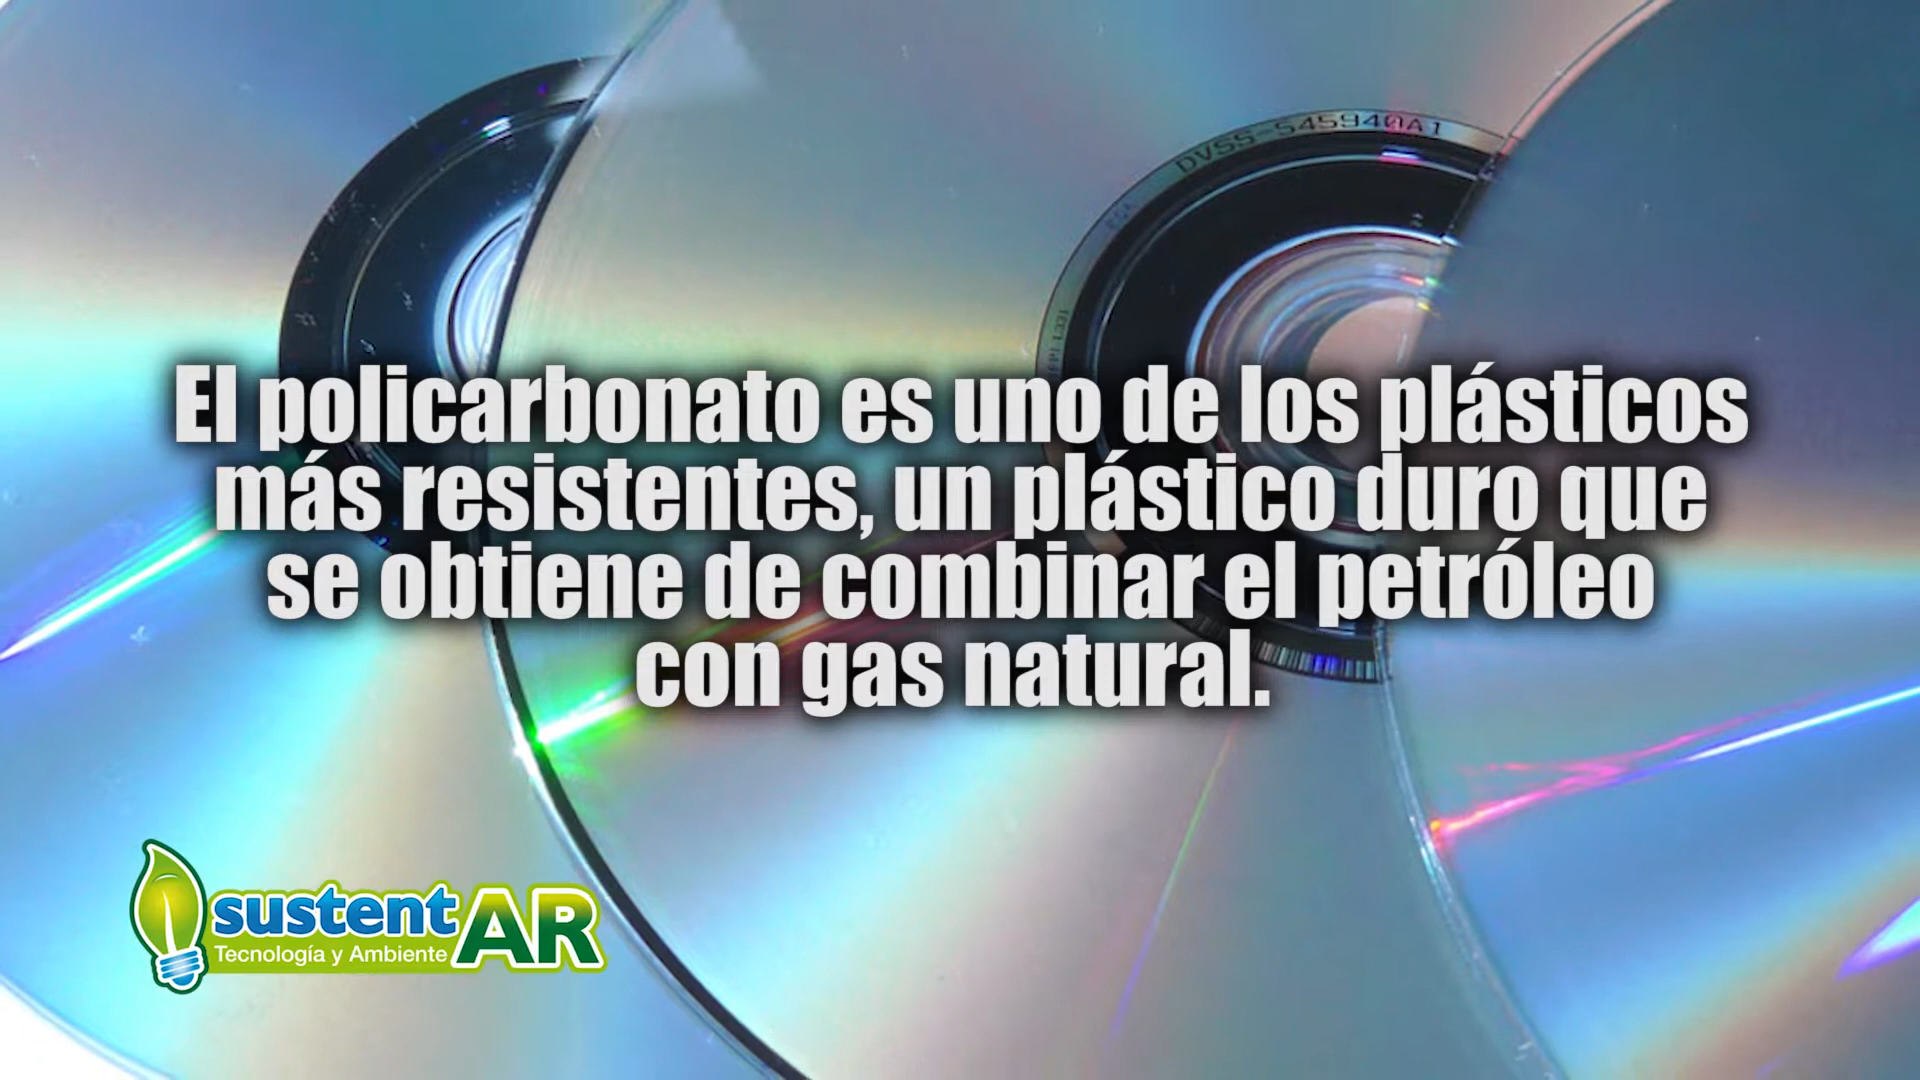 DVSS-S45940A1
El policarbonato es uno de los plásticos
más resistentes, un plástico duro que
se obtiene de combinar el petróleo
con gas natural.
sustentAR
Tecnología y Ambiente